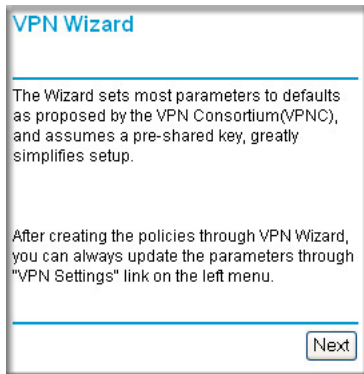 VPN Wizard
The Wizard sets most parameters to defaults
as proposed by the VPN Consortium(VPNC),
and assumes a pre-shared key, greatly
simplifies setup.
After creating the policies through VPN Wizard,
you can always update the parameters through
"VPN Settings" link on the left menu.
Next